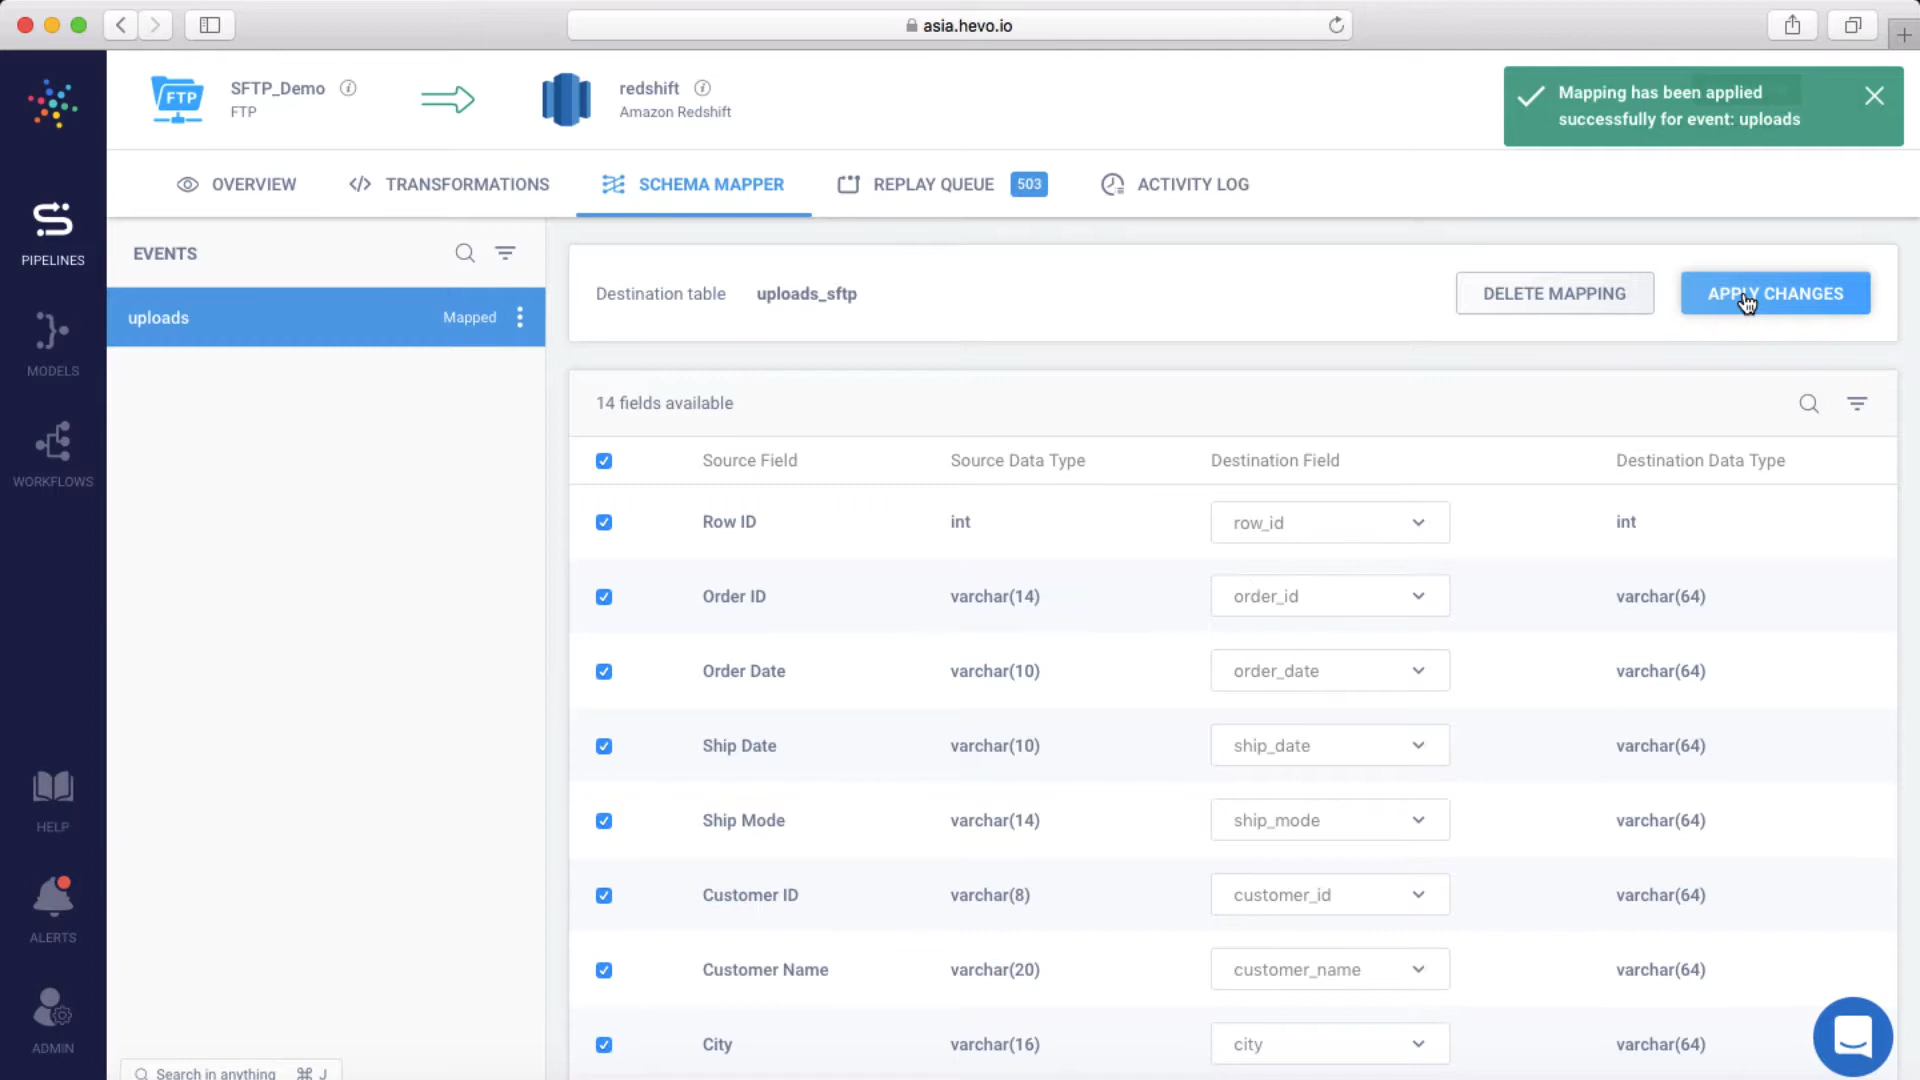 asia.hevo.io
FTP
SFTP_Demo
FTP
redshift
Amazon Redshift
Mapping has been applied
successfully for event: uploads
OVERVIEW
TRANSFORMATIONS
SCHEMA MAPPER
REPLAY QUEUE 503
ACTIVITY LOG
PIPELINES
MODELS
WORKFLOWS
HELP
ALERTS
ADMIN
EVENTS
uploads Mapped
Search in anything ⌘ J
Destination table uploads_sftp
DELETE MAPPING
APPLY CHANGES
14 fields available
Source Field Source Data Type Destination Field Destination Data Type
Row ID int row_id int
Order ID varchar(14) order_id varchar(64)
Order Date varchar(10) order_date varchar(64)
Ship Date varchar(10) ship_date varchar(64)
Ship Mode varchar(14) ship_mode varchar(64)
Customer ID varchar(8) customer_id varchar(64)
Customer Name varchar(20) customer_name varchar(64)
City varchar(16) city varchar(64)